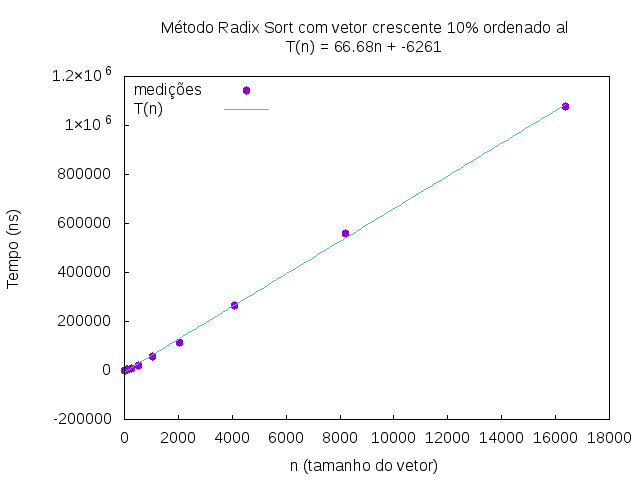 Método Radix Sort com vetor crescente 10% ordenado al
T(n) = 66.68n + -6261
1.2×10⁶
1×10⁶
800000
600000
400000
200000
0
-200000
medições
T(n)
Tempo (ns)
0 2000 4000 6000 8000 10000 12000 14000 16000 18000
n (tamanho do vetor)